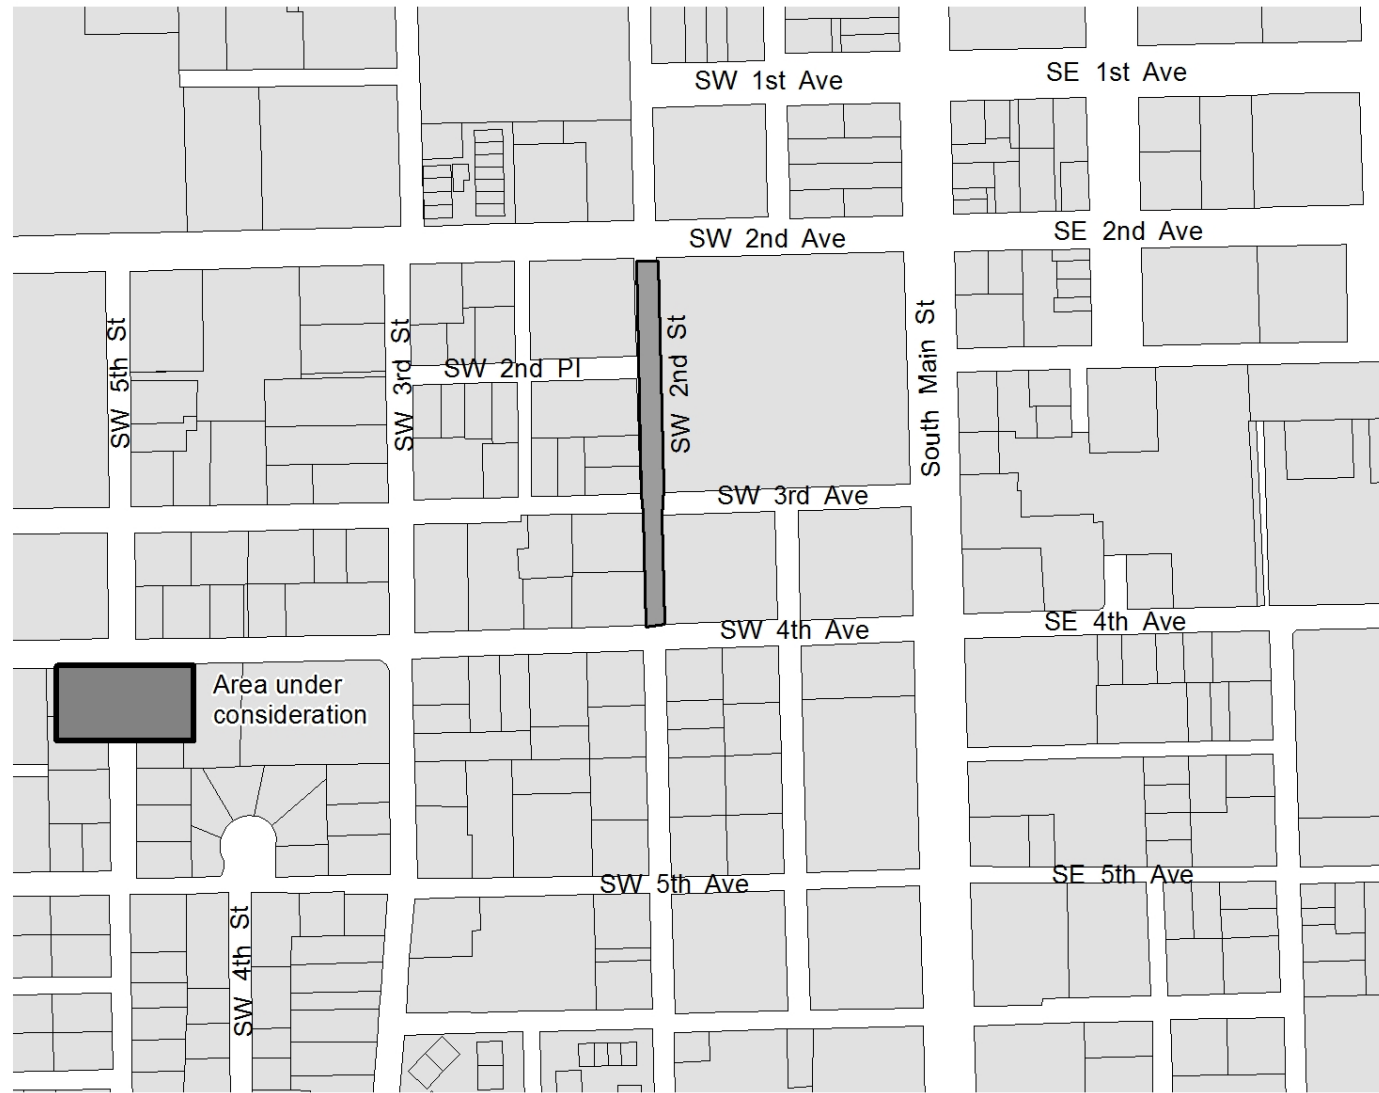 SW 1st Ave
SE 1st Ave
SW 2nd Ave
SE 2nd Ave
SW 5th St
SW 3rd St
SW 2nd Pl
SW 2nd St
South Main St
SW 3rd Ave
SW 4th Ave
SE 4th Ave
Area under
consideration
SW 5th Ave
SE 5th Ave
SW 4th St